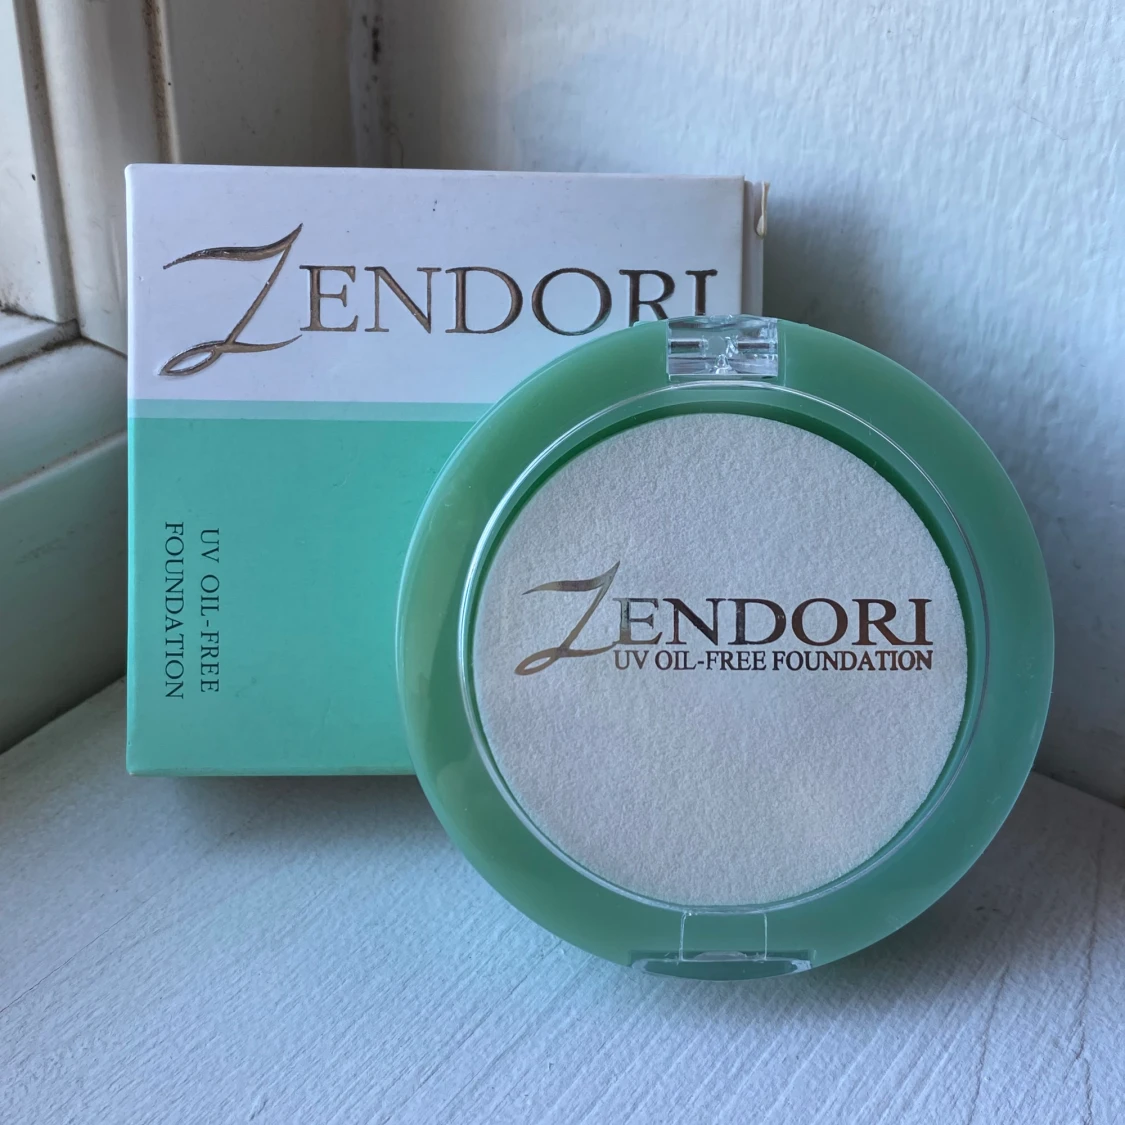 ZENDORI
UV OIL-FREE
FOUNDATION
ZENDORI
UV OIL-FREE FOUNDATION